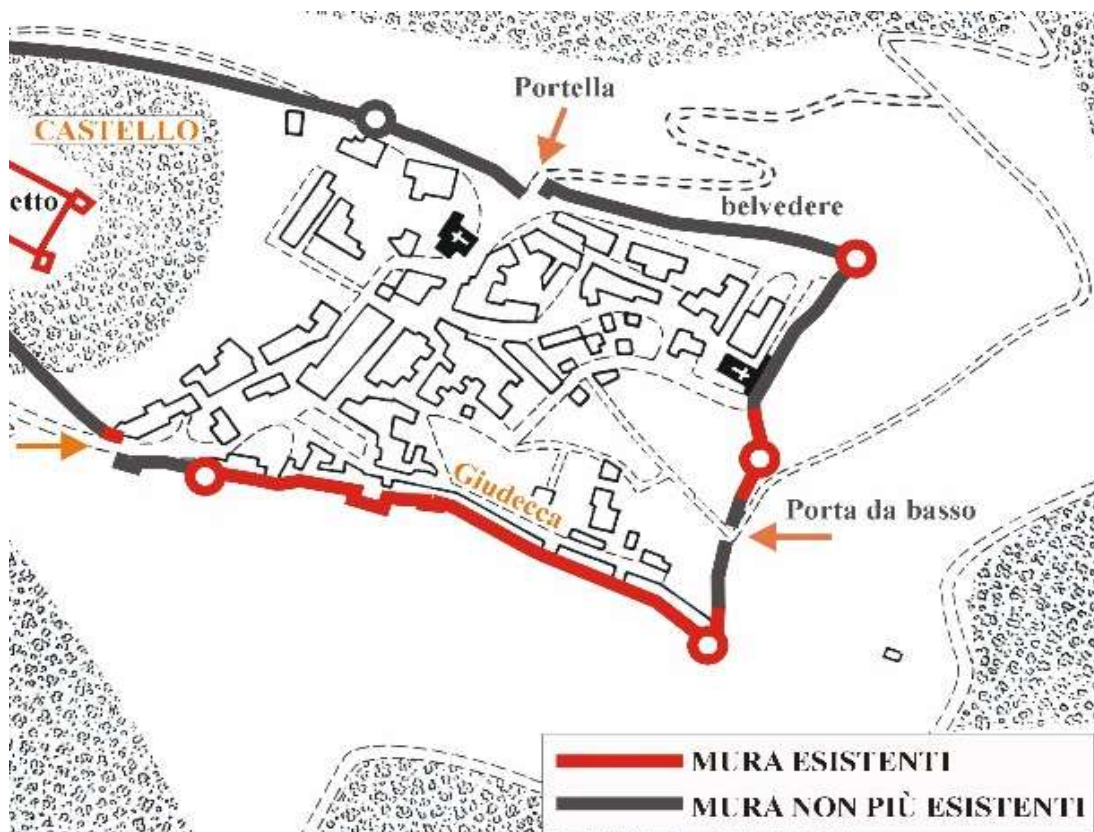 Portella
CASTELLO
etto
belvedere
Giudecca
Porta da basso
MURA ESISTENTI
MURA NON PIÙ ESISTENTI